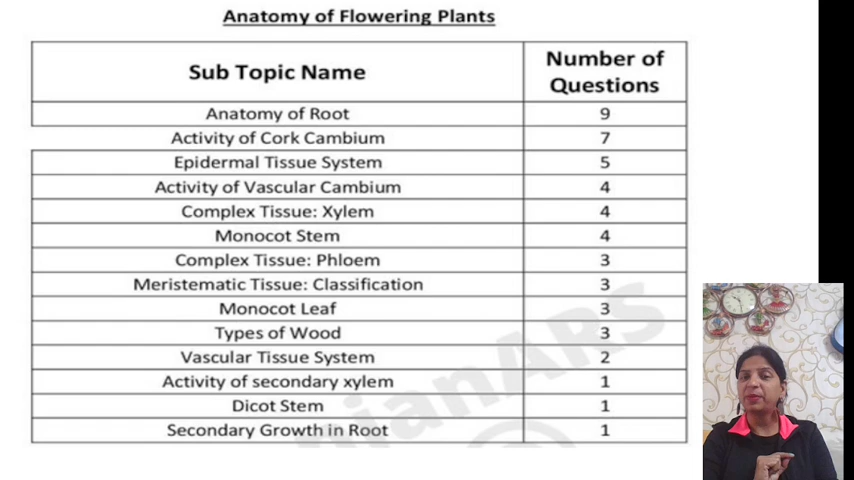 Anatomy of Flowering Plants
Sub Topic Name Number of Questions
Anatomy of Root 9
Activity of Cork Cambium 7
Epidermal Tissue System 5
Activity of Vascular Cambium 4
Complex Tissue: Xylem 4
Monocot Stem 4
Complex Tissue: Phloem 3
Meristematic Tissue: Classification 3
Monocot Leaf 3
Types of Wood 3
Vascular Tissue System 2
Activity of secondary xylem 1
Dicot Stem 1
Secondary Growth in Root 1